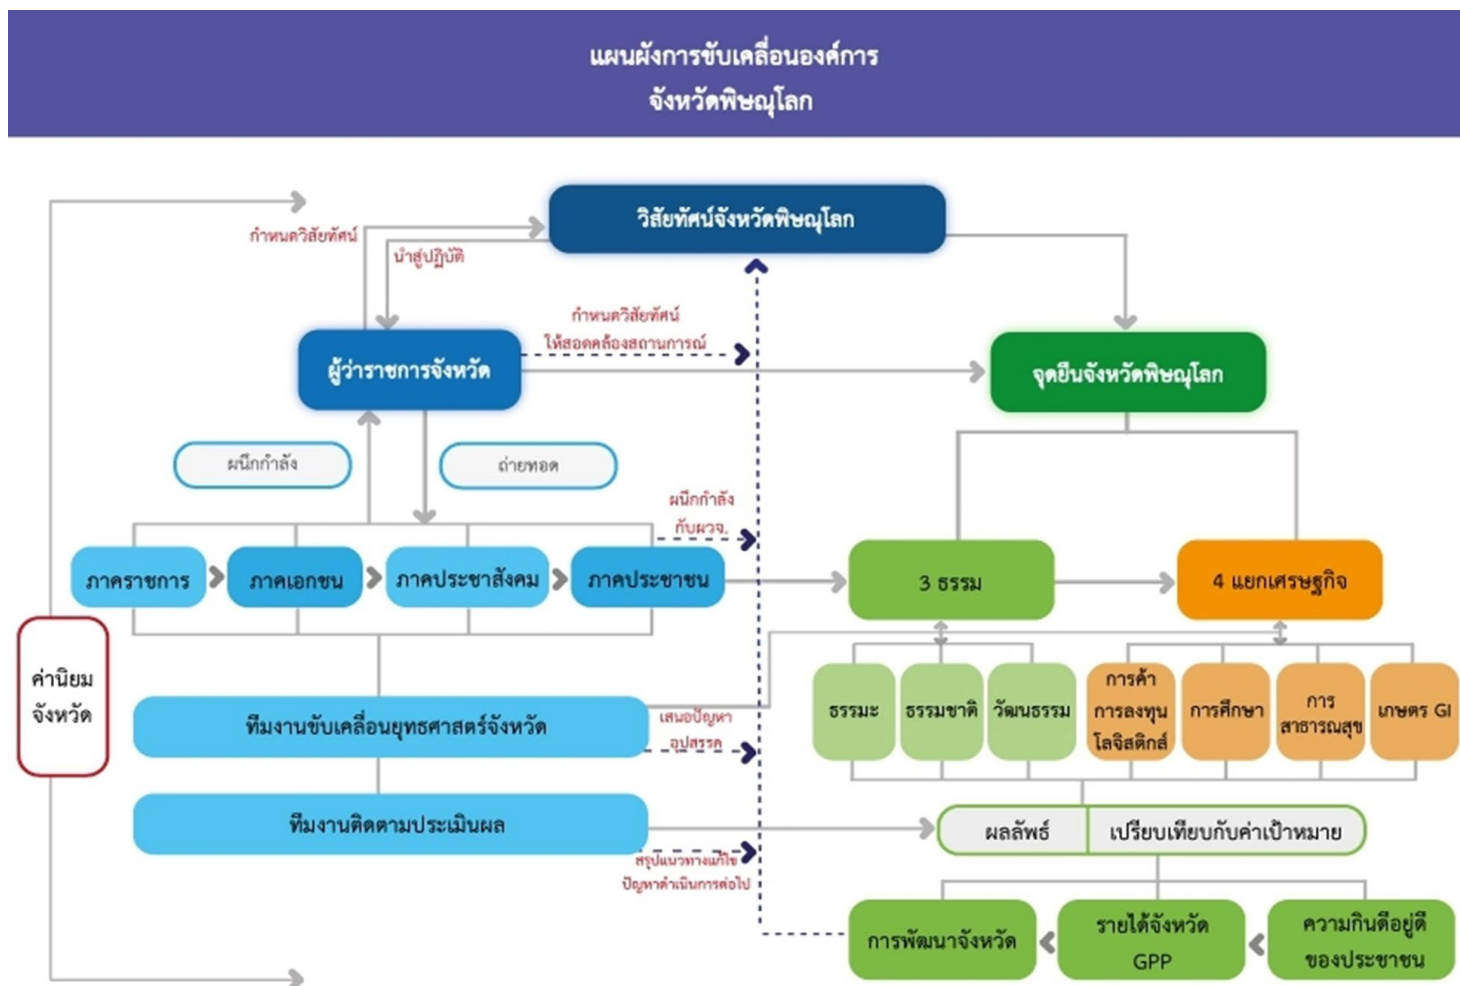 แผนผังการขับเคลื่อนองค์การ
จังหวัดพิษณุโลก
วิสัยทัศน์จังหวัดพิษณุโลก
กำหนดวิสัยทัศน์
นำสู่ปฏิบัติ
กำหนดวิสัยทัศน์
ให้สอดคล้องสถานการณ์
ผู้ว่าราชการจังหวัด
จุดยืนจังหวัดพิษณุโลก
ผนึกกำลัง
ถ่ายทอด
ผนึกกำลัง
กับผวจ.
ภาคราชการ
ภาคเอกชน
ภาคประชาสังคม
ภาคประชาชน
3 ธรรม
4 แยกเศรษฐกิจ
ค่านิยม
จังหวัด
ธรรมะ
ธรรมชาติ
วัฒนธรรม
การค้า
การลงทุน
โลจิสติกส์
การศึกษา
การ
สาธารณสุข
เกษตร GI
ทีมงานขับเคลื่อนยุทธศาสตร์จังหวัด
เสนอปัญหา
อุปสรรค
ทีมงานติดตามประเมินผล
สรุปแนวทางแก้ไข
ปัญหาดำเนินการต่อไป
ผลลัพธ์
เปรียบเทียบกับค่าเป้าหมาย
การพัฒนาจังหวัด
รายได้จังหวัด
GPP
ความกินดีอยู่ดี
ของประชาชน